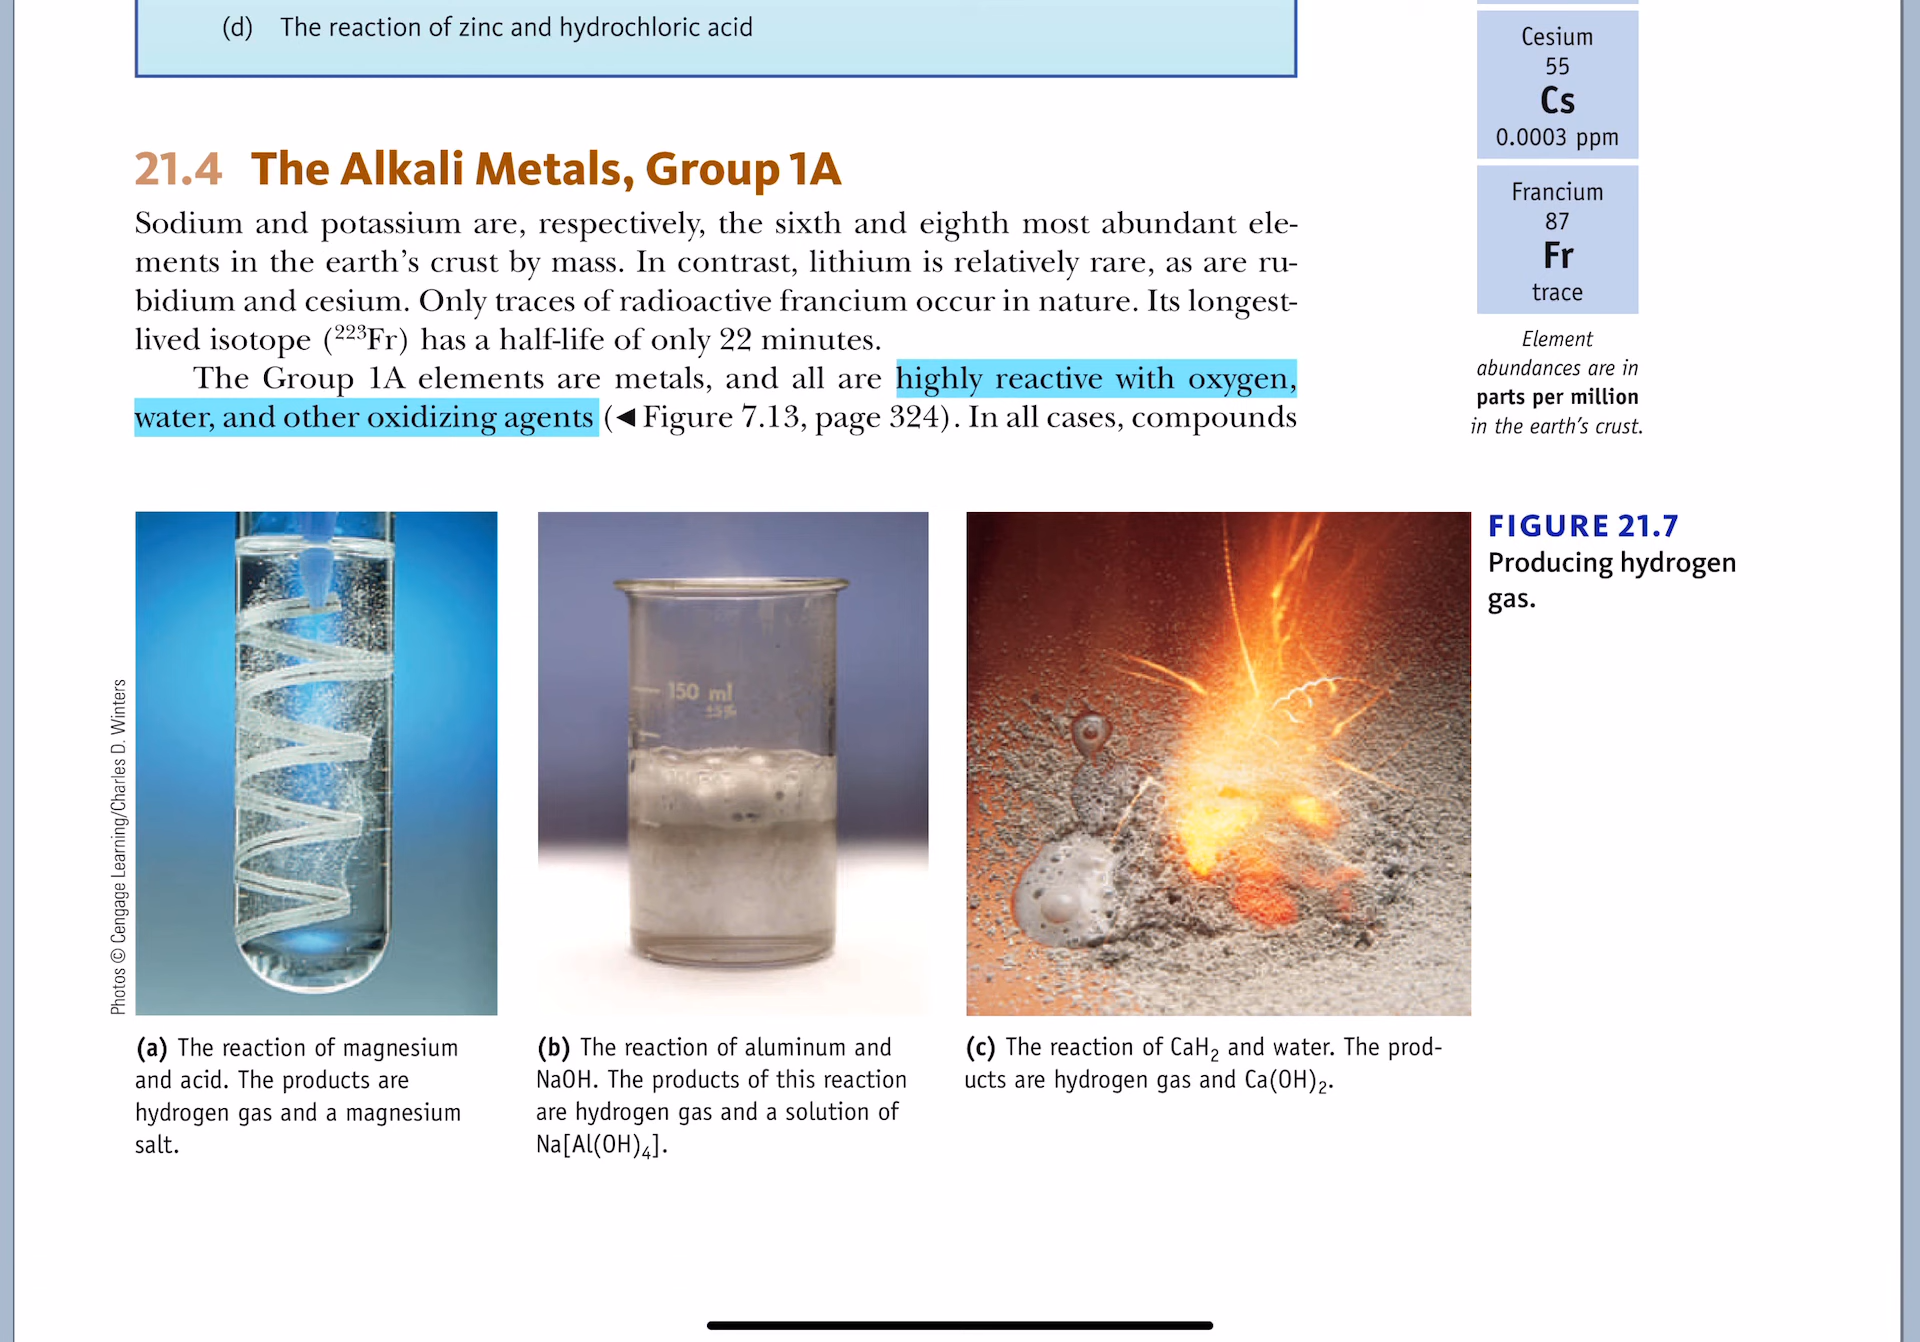 (d) The reaction of zinc and hydrochloric acid
Cesium
55
Cs
0.0003 ppm
Francium
87
Fr
trace
Element
abundances are in
parts per million
in the earth's crust.
21.4 The Alkali Metals, Group 1A
Sodium and potassium are, respectively, the sixth and eighth most abundant ele-
ments in the earth's crust by mass. In contrast, lithium is relatively rare, as are ru-
bidium and cesium. Only traces of radioactive francium occur in nature. Its longest-
lived isotope (²²³Fr) has a half-life of only 22 minutes.
The Group 1A elements are metals, and all are highly reactive with oxygen,
water, and other oxidizing agents (◄ Figure 7.13, page 324). In all cases, compounds
Photos © Cengage Learning/Charles D. Winters
150 ml
±5%
FIGURE 21.7
Producing hydrogen
gas.
(a) The reaction of magnesium
and acid. The products are
hydrogen gas and a magnesium
salt.
(b) The reaction of aluminum and
NaOH. The products of this reaction
are hydrogen gas and a solution of
Na[Al(OH)₄].
(c) The reaction of CaH₂ and water. The prod-
ucts are hydrogen gas and Ca(OH)₂.